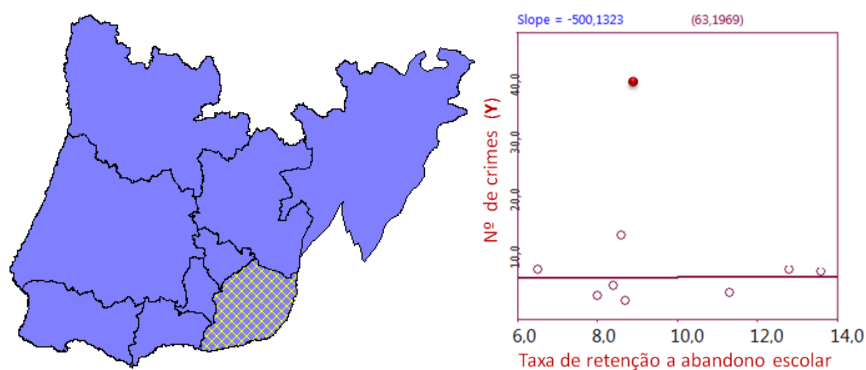 Slope = -500,1323 (63,1969)
Nº de crimes (Y)
40,0
30,0
20,0
10,0
6,0 8,0 10,0 12,0 14,0
Taxa de retenção a abandono escolar